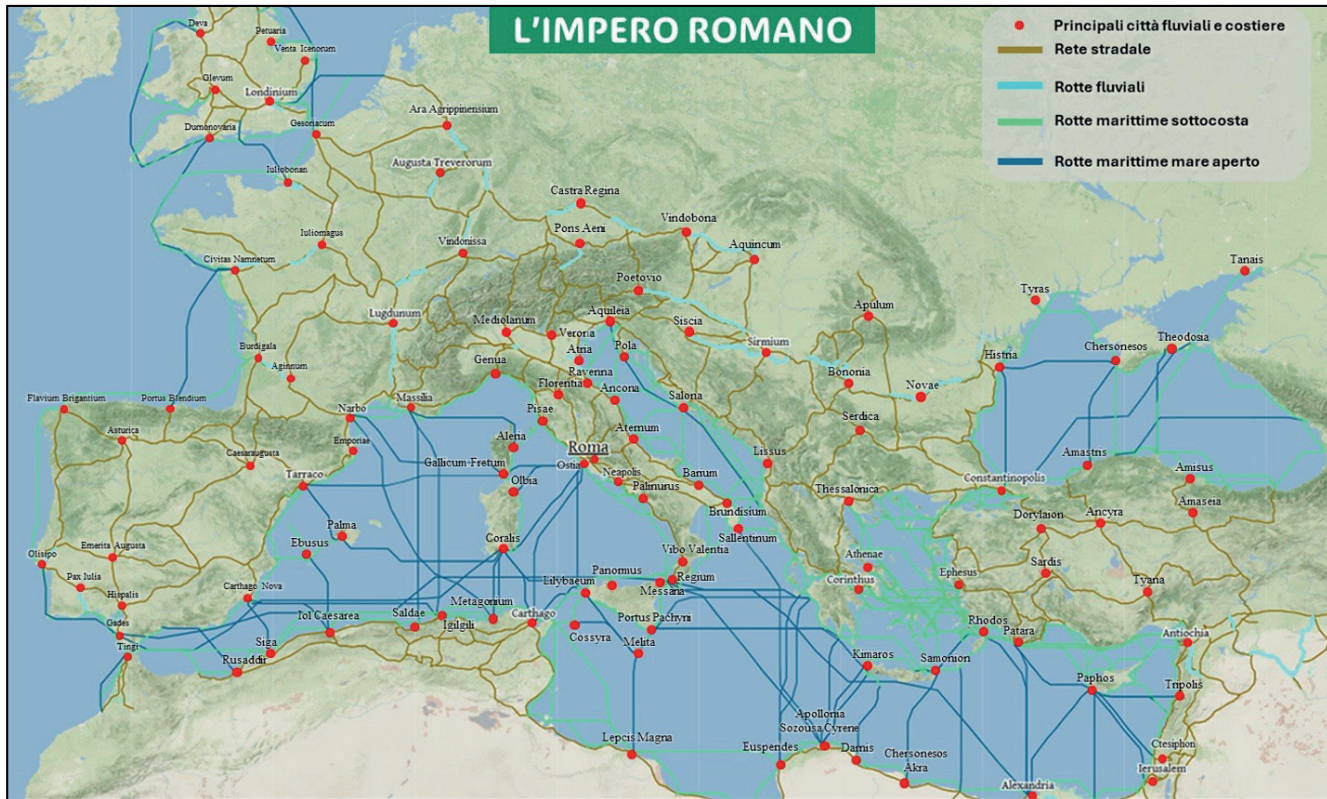 L'IMPERO ROMANO
Principali città fluviali e costiere
Rete stradale
Rotte fluviali
Rotte marittime sottocosta
Rotte marittime mare aperto
Deva
Petuaria
Venta Icenorum
Glevum
Londinium
Durnonovaria
Gesoriacum
Ara Agrippinensium
Augusta Treverorum
Iuliobonan
Castra Regina
Vindobona
Pons Aeni
Iuliomagus
Vindonissa
Aquincum
Civitas Namnetum
Poetovio
Tanais
Tyras
Lugdunum
Mediolanum
Aquileia
Siscia
Apulum
Verona
Pola
Sirmium
Chersonesos
Theodosia
Burdigala
Atria
Histria
Genua
Ravenna
Aginnum
Florentia
Ancona
Bononia
Novae
Flavium Brigantium
Portus Blendium
Narbo
Massilia
Pisae
Salona
Serdica
Asturica
Emporiae
Aleria
Aternum
Caesaraugusta
Roma
Lissus
Amastris
Gallicum Fretum
Ostia
Tarraco
Neapolis
Barium
Amisus
Olbia
Constantinopolis
Palinurus
Thessalonica
Brundisium
Amaseia
Palma
Dorylaion
Ancyra
Sallentinum
Ebusus
Coralis
Vibo Valentia
Olisipo
Emerita Augusta
Athenae
Sardis
Panormus
Regium
Pax Iulia
Lilybaeum
Corinthus
Ephesus
Tyana
Carthago Nova
Messana
Hispalis
Metagonium
Iol Caesarea
Saldae
Carthago
Portus Pachyni
Gades
Igilgili
Rhodos
Patara
Antiochia
Tingi
Siga
Cossyra
Melita
Rusaddir
Kimaros
Samonion
Paphos
Tripolis
Apollonia
Sozousa Cyrene
Lepcis Magna
Euspendes
Darnis
Chersonesos
Akra
Ctesiphon
Ierusalem
Alexandria